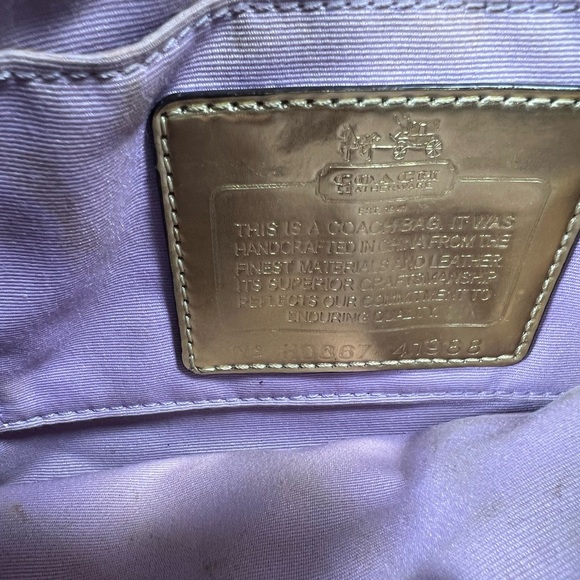 COACH
LEATHERWARE
EST. 1941
THIS IS A COACH BAG. IT WAS
HANDCRAFTED IN CHINA FROM THE
FINEST MATERIALS AND LEATHER
ITS SUPERIOR CRAFTSMANSHIP
REFLECTS OUR COMMITMENT TO
ENDURING QUALITY.
41988